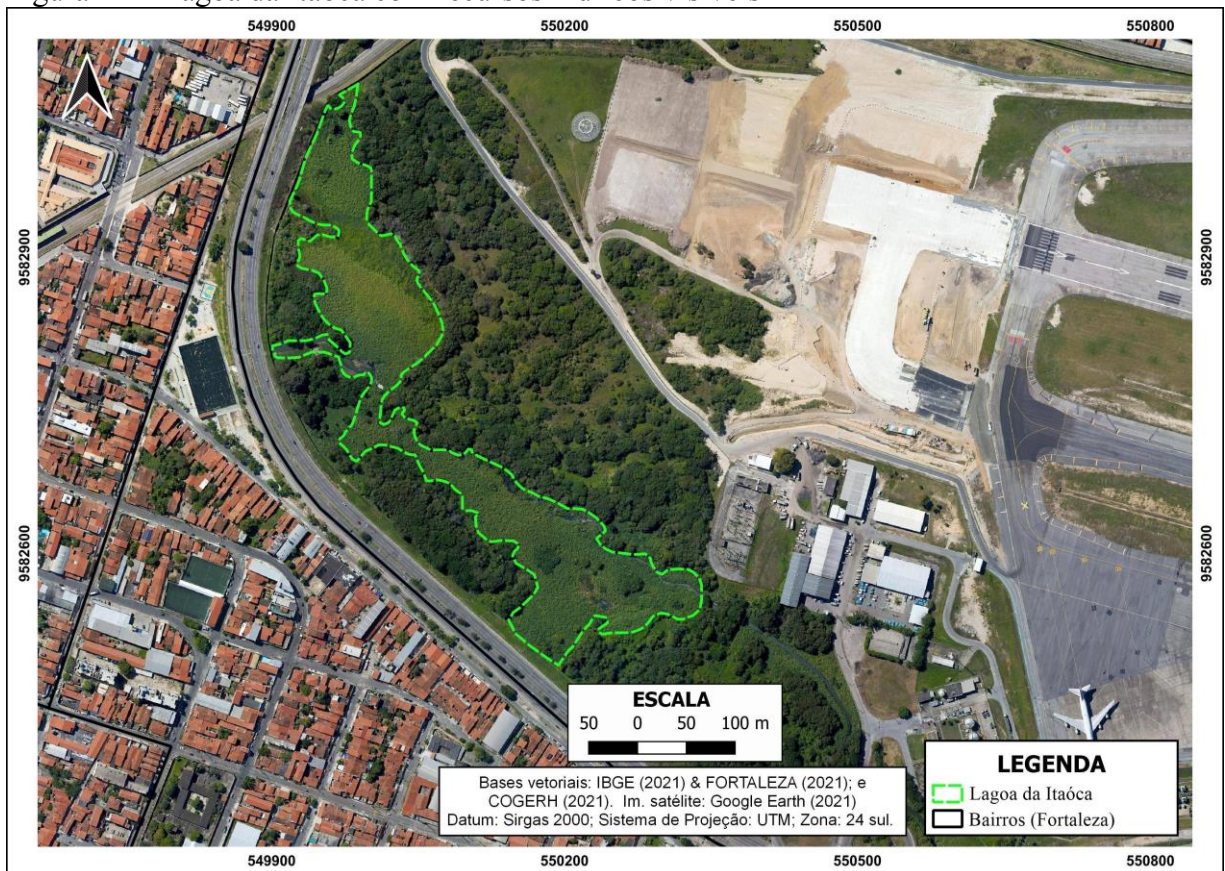 549900 550200 550500 550800
9582900 9582900
9582600 9582600
ESCALA
50 0 50 100 m
Bases vetoriais: IBGE (2021) & FORTALEZA (2021); e
COGERH (2021). Im. satélite: Google Earth (2021)
Datum: Sirgas 2000; Sistema de Projeção: UTM; Zona: 24 sul.
LEGENDA
Lagoa da Itaóca
Bairros (Fortaleza)
549900 550200 550500 550800